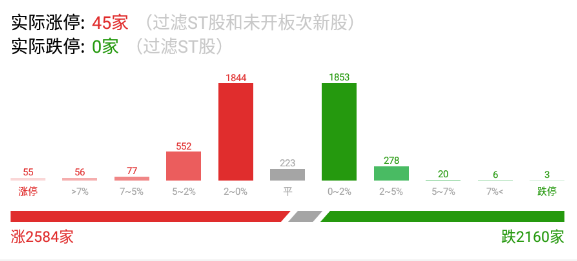 实际涨停: 45家 （过滤ST股和未开板次新股）
实际跌停: 0家 （过滤ST股）
55 56 77 552 1844 223 1853 278 20 6 3
涨停 >7% 7~5% 5~2% 2~0% 平 0~2% 2~5% 5~7% 7%< 跌停
涨2584家 跌2160家